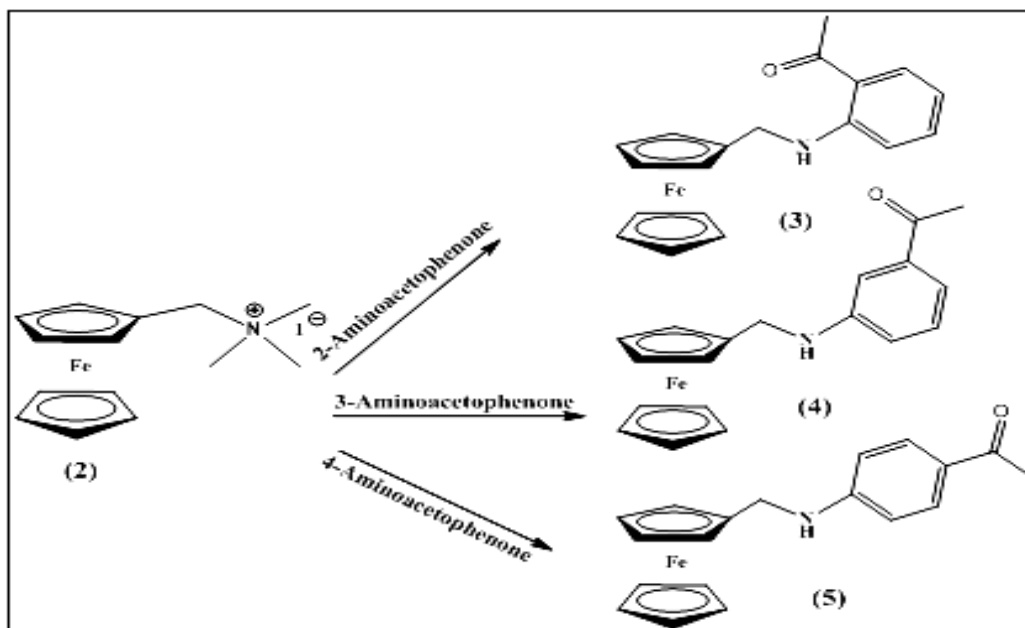 O
N
H
Fe
(3)
O
2-Aminoacetophenone
N
H
Fe
⊕
N
I ⊖
Fe
3-Aminoacetophenone
(4)
(2)
4-Aminoacetophenone
O
N
H
Fe
(5)